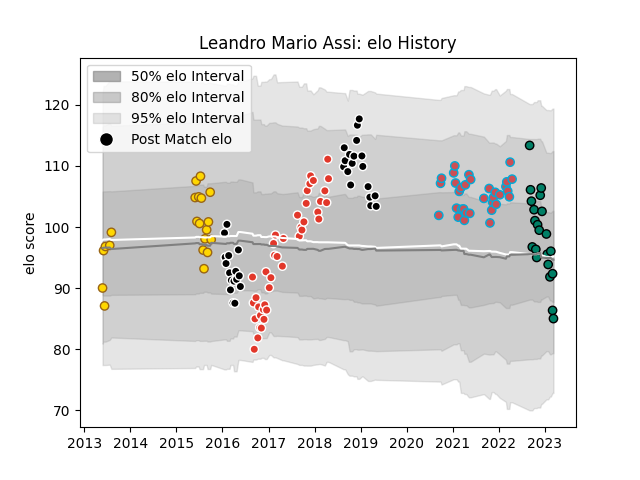 Leandro Mario Assi: elo History
50% elo Interval
80% elo Interval
95% elo Interval
Post Match elo
elo score
120
110
100
90
80
70
2013 2014 2015 2016 2017 2018 2019 2020 2021 2022 2023